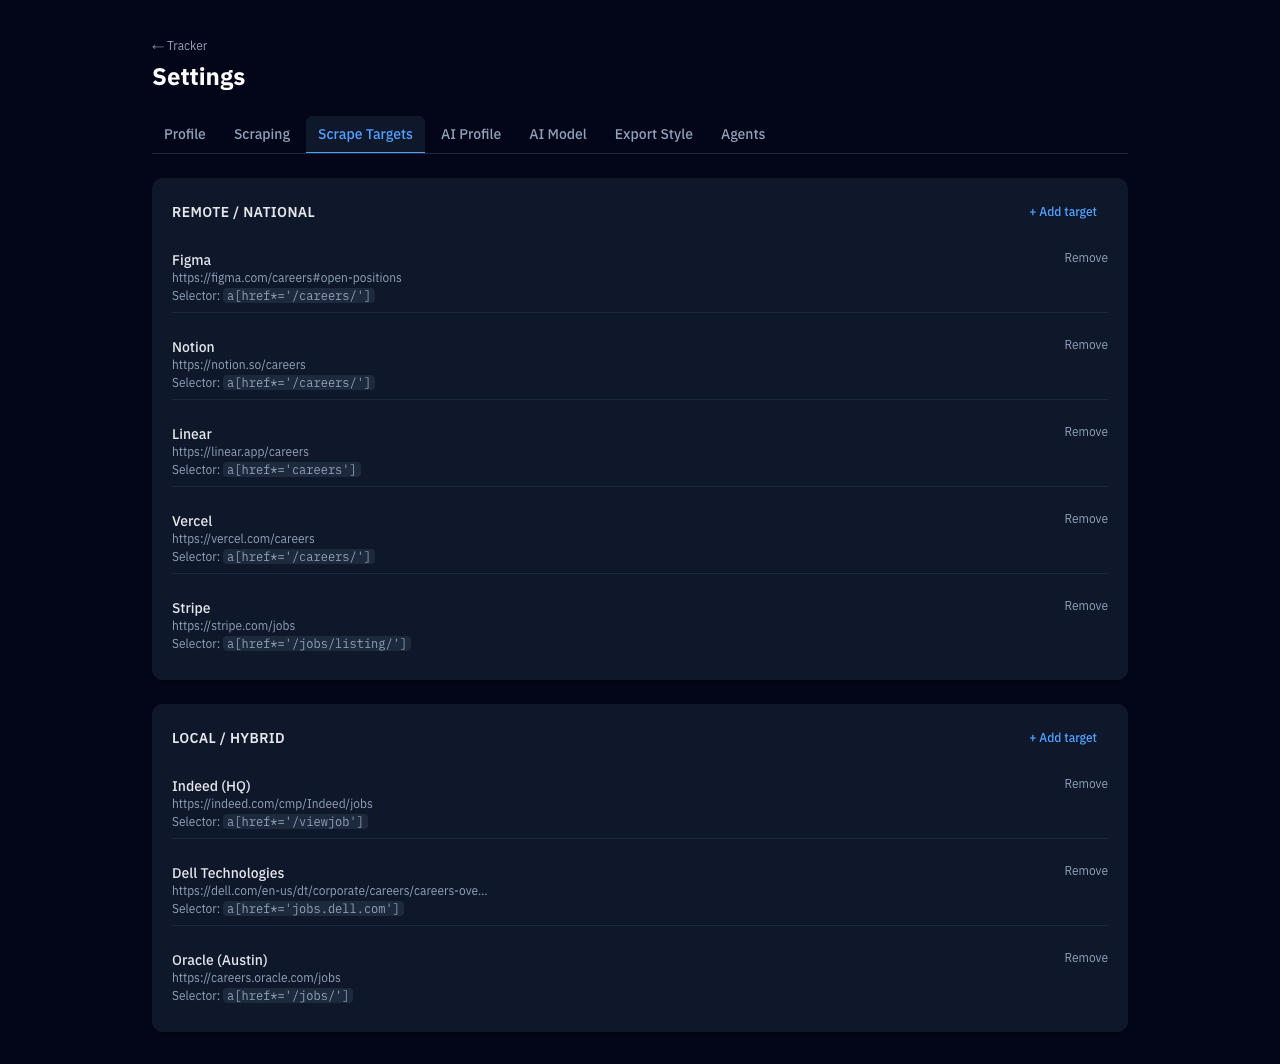 ← Tracker
Settings
Profile Scraping Scrape Targets AI Profile AI Model Export Style Agents
REMOTE / NATIONAL + Add target
Figma Remove
https://figma.com/careers#open-positions
Selector: a[href*='/careers/']
Notion Remove
https://notion.so/careers
Selector: a[href*='/careers/']
Linear Remove
https://linear.app/careers
Selector: a[href*='careers']
Vercel Remove
https://vercel.com/careers
Selector: a[href*='/careers/']
Stripe Remove
https://stripe.com/jobs
Selector: a[href*='/jobs/listing/']
LOCAL / HYBRID + Add target
Indeed (HQ) Remove
https://indeed.com/cmp/Indeed/jobs
Selector: a[href*='/viewjob']
Dell Technologies Remove
https://dell.com/en-us/dt/corporate/careers/careers-ove...
Selector: a[href*='jobs.dell.com']
Oracle (Austin) Remove
https://careers.oracle.com/jobs
Selector: a[href*='/jobs/']